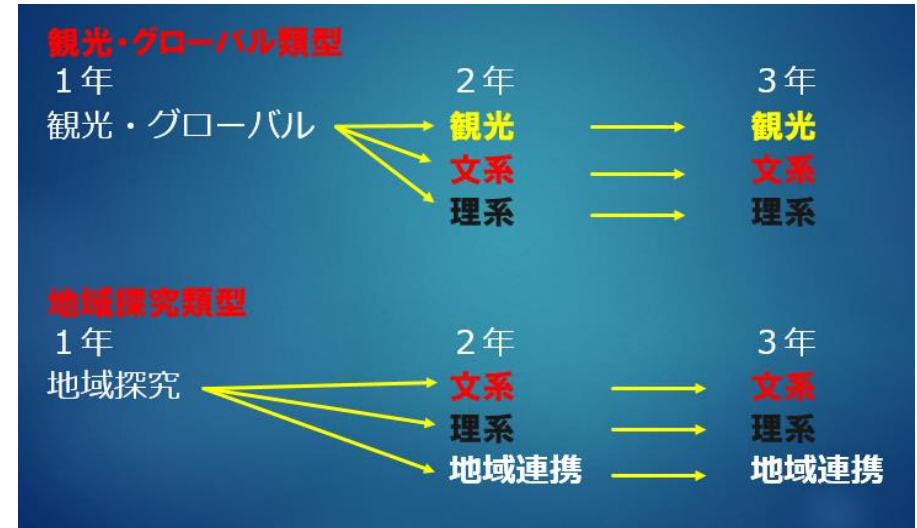 観光・グローバル類型
１年 ２年 ３年
観光・グローバル 観光 観光
文系 文系
理系 理系
地域探究類型
１年 ２年 ３年
地域探究 文系 文系
理系 理系
地域連携 地域連携